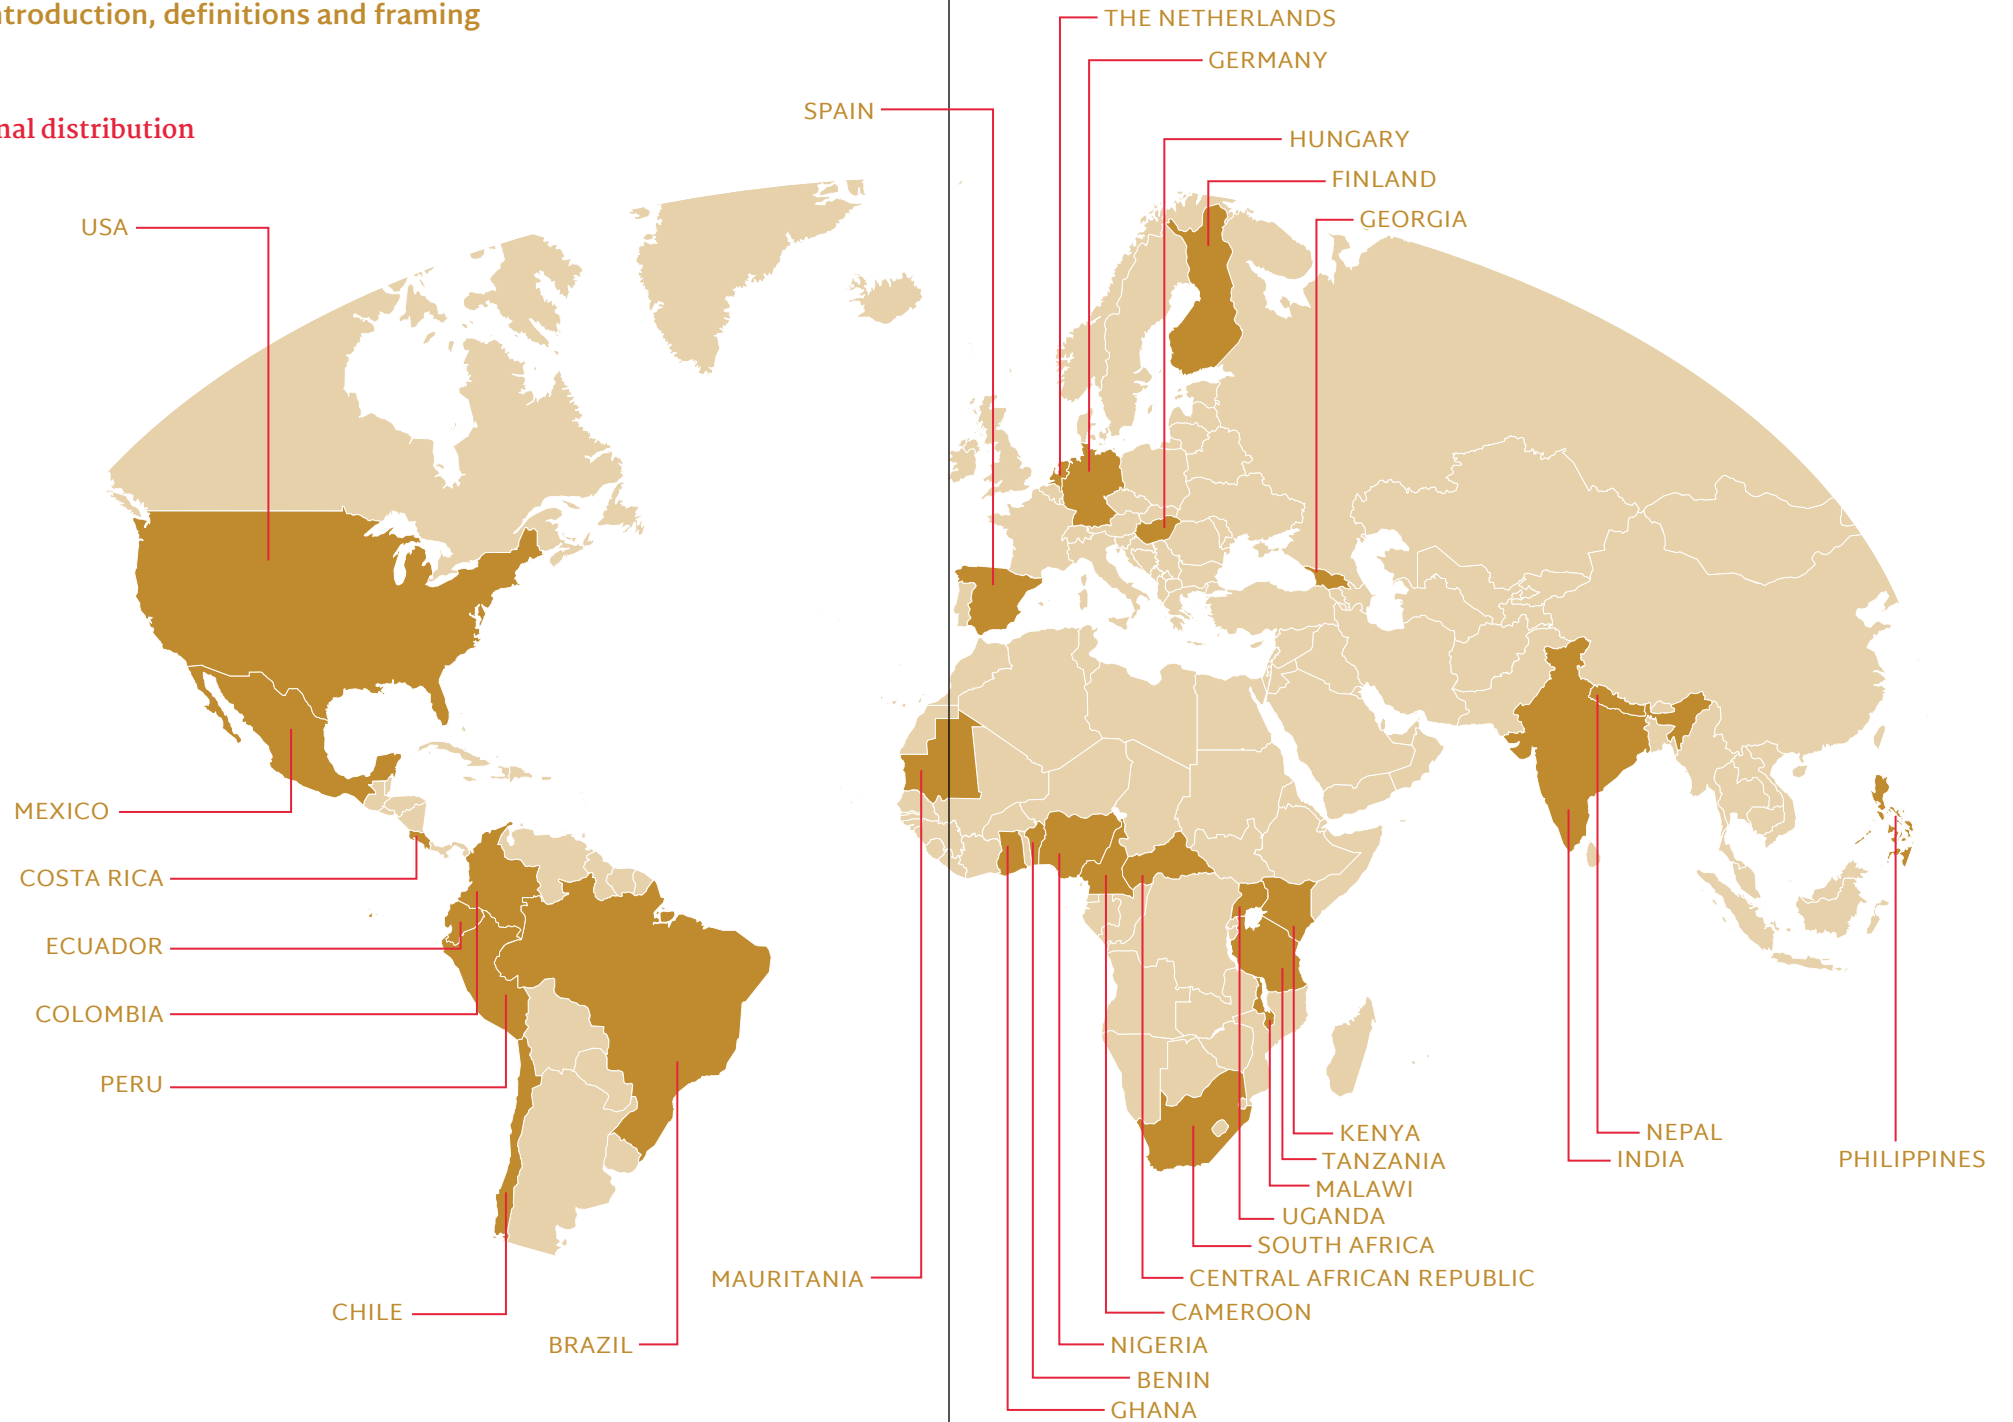 ntroduction, definitions and framing
nal distribution
THE NETHERLANDS
GERMANY
SPAIN
HUNGARY
FINLAND
GEORGIA
USA
MEXICO
COSTA RICA
ECUADOR
COLOMBIA
PERU
CHILE
BRAZIL
MAURITANIA
KENYA
TANZANIA
MALAWI
UGANDA
SOUTH AFRICA
CENTRAL AFRICAN REPUBLIC
CAMEROON
NIGERIA
BENIN
GHANA
NEPAL
INDIA
PHILIPPINES